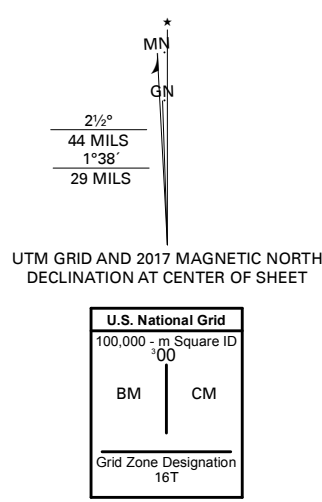 ★
MN
GN
2½°
44 MILS
1°38´
29 MILS
UTM GRID AND 2017 MAGNETIC NORTH
DECLINATION AT CENTER OF SHEET
U.S. National Grid
100,000 - m Square ID
³00
BM CM
Grid Zone Designation
16T